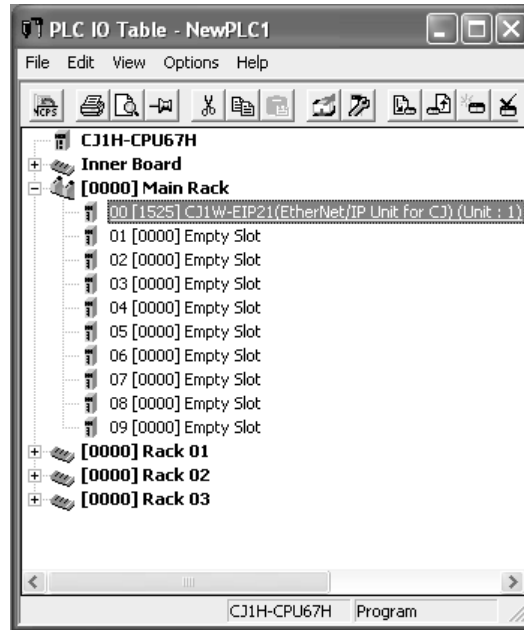 PLC IO Table - NewPLC1
File Edit View Options Help
NCPS
CJ1H-CPU67H
Inner Board
[0000] Main Rack
00 [1525] CJ1W-EIP21(EtherNet/IP Unit for CJ) (Unit : 1)
01 [0000] Empty Slot
02 [0000] Empty Slot
03 [0000] Empty Slot
04 [0000] Empty Slot
05 [0000] Empty Slot
06 [0000] Empty Slot
07 [0000] Empty Slot
08 [0000] Empty Slot
09 [0000] Empty Slot
[0000] Rack 01
[0000] Rack 02
[0000] Rack 03
CJ1H-CPU67H Program